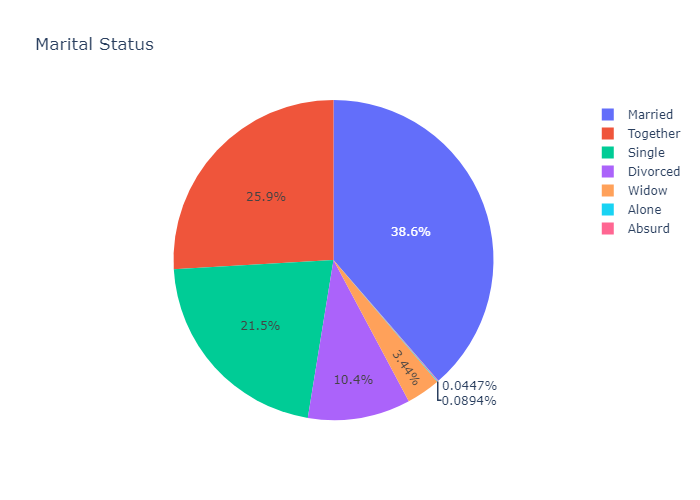 Marital Status
Married
Together
Single
Divorced
Widow
Alone
Absurd
25.9%
38.6%
21.5%
3.44%
10.4%
0.0447%
0.0894%